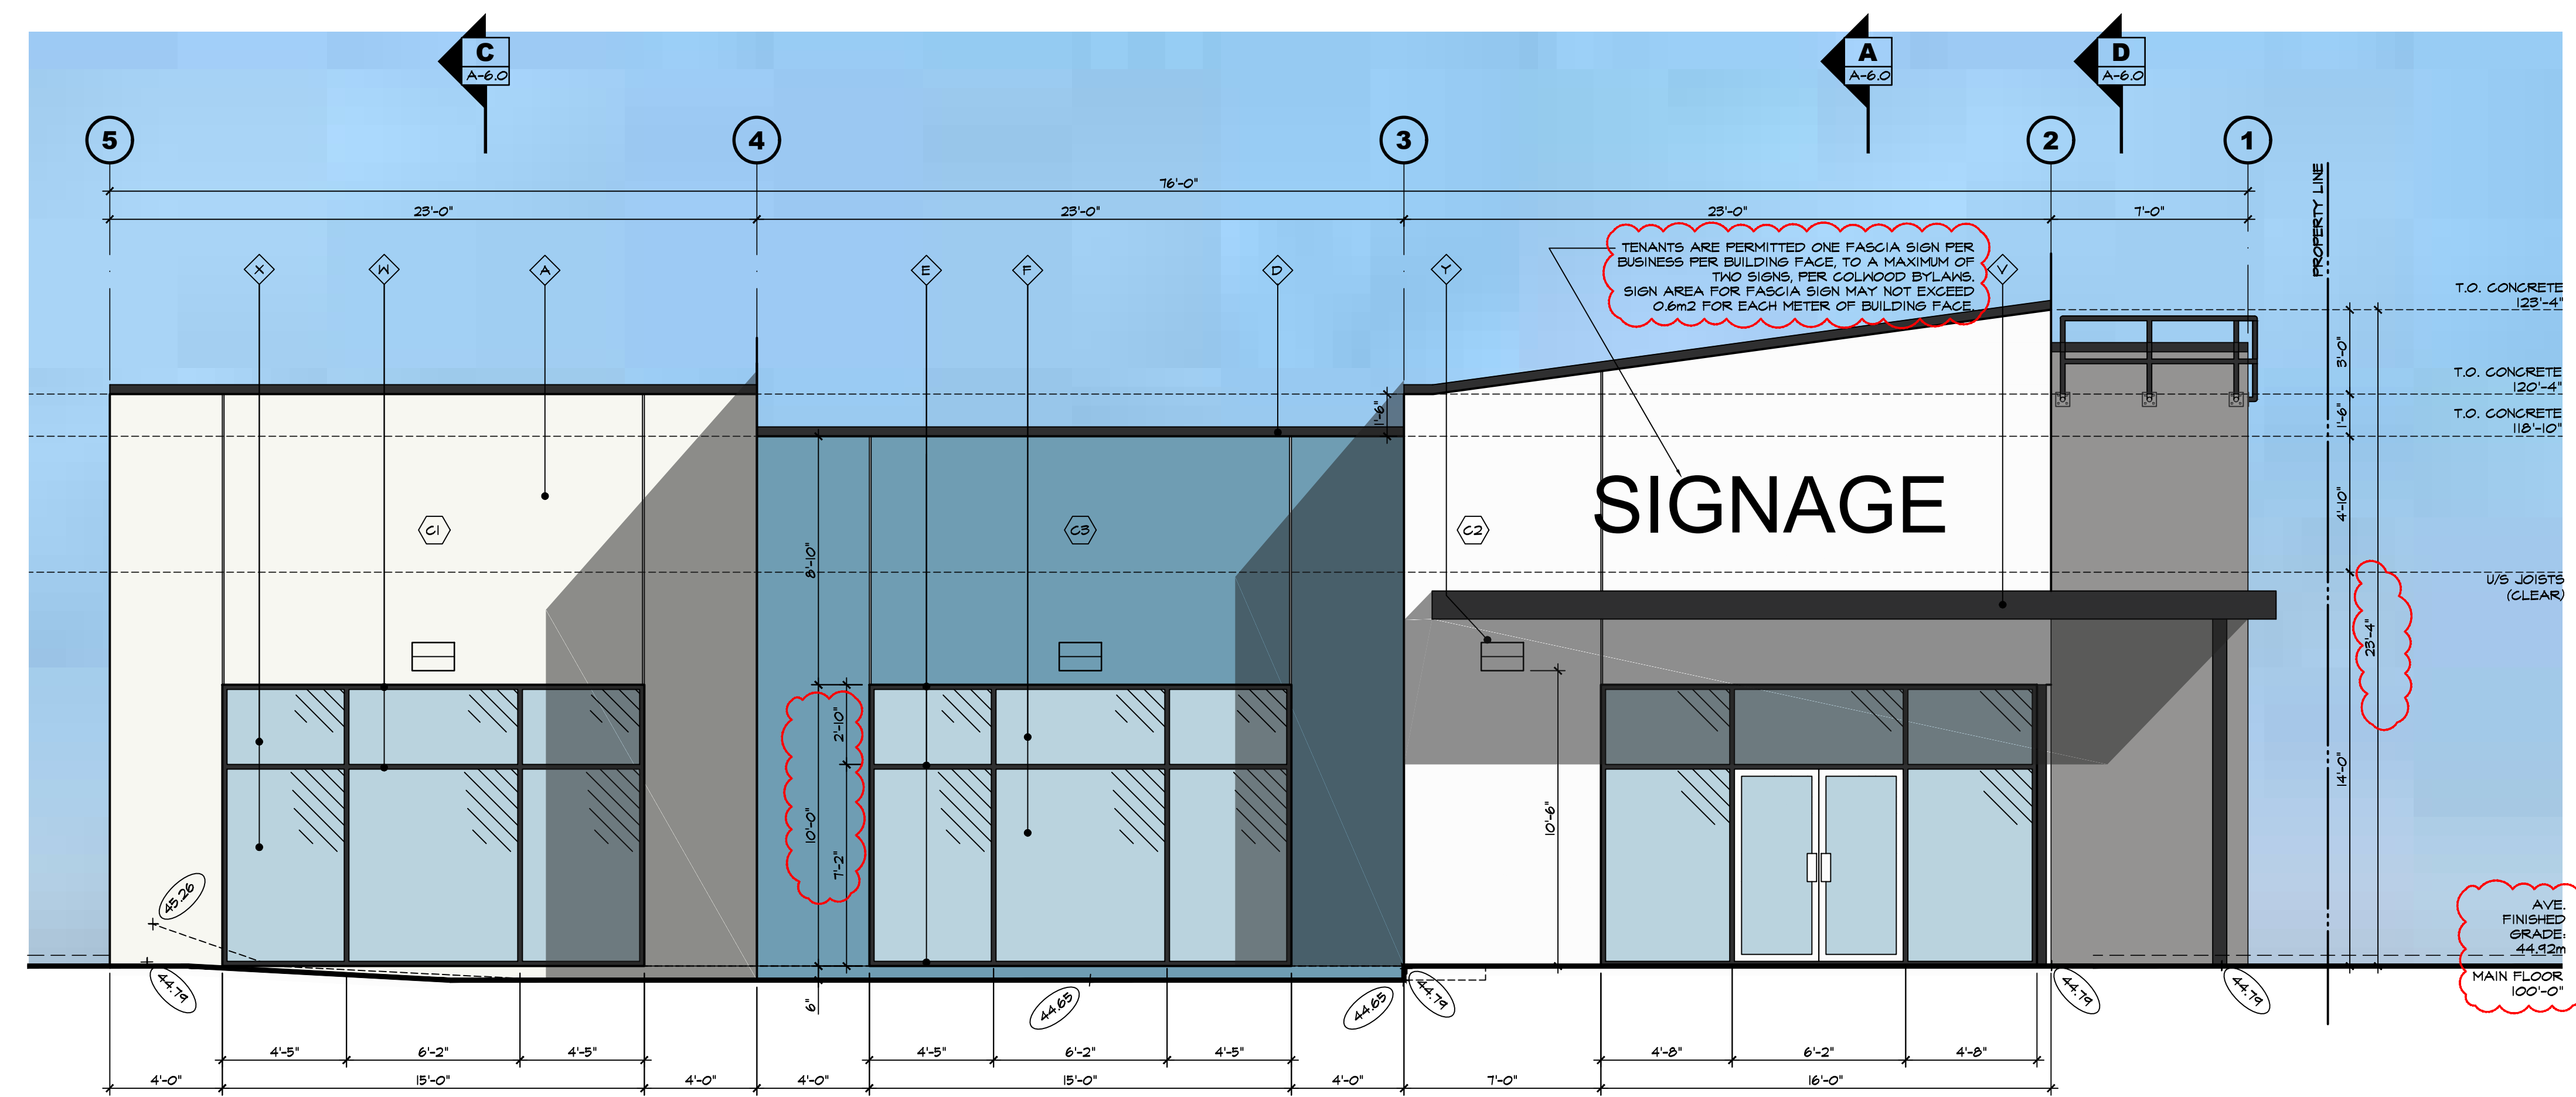 C
A-6.0
A
A-6.0
D
A-6.0
5
4
3
2
1
76'-0"
23'-0"
23'-0"
23'-0"
7'-0"
PROPERTY LINE
X
W
A
E
F
D
Y
V
TENANTS ARE PERMITTED ONE FASCIA SIGN PER
BUSINESS PER BUILDING FACE, TO A MAXIMUM OF
TWO SIGNS, PER COLWOOD BYLAWS.
SIGN AREA FOR FASCIA SIGN MAY NOT EXCEED
0.6m2 FOR EACH METER OF BUILDING FACE.
T.O. CONCRETE
123'-4"
3'-0"
T.O. CONCRETE
120'-4"
1'-6"
1'-6"
T.O. CONCRETE
118'-10"
4'-10"
SIGNAGE
C1
C3
C2
8'-10"
U/S JOISTS
(CLEAR)
23'-4"
2'-10"
10'-0"
7'-2"
10'-6"
14'-0"
45.26
AVE.
FINISHED
GRADE:
44.92m
MAIN FLOOR
100'-0"
44.79
6"
44.65
44.65
44.79
44.79
44.79
4'-5"
6'-2"
4'-5"
4'-5"
6'-2"
4'-5"
4'-8"
6'-2"
4'-8"
4'-0"
15'-0"
4'-0"
4'-0"
15'-0"
4'-0"
7'-0"
16'-0"